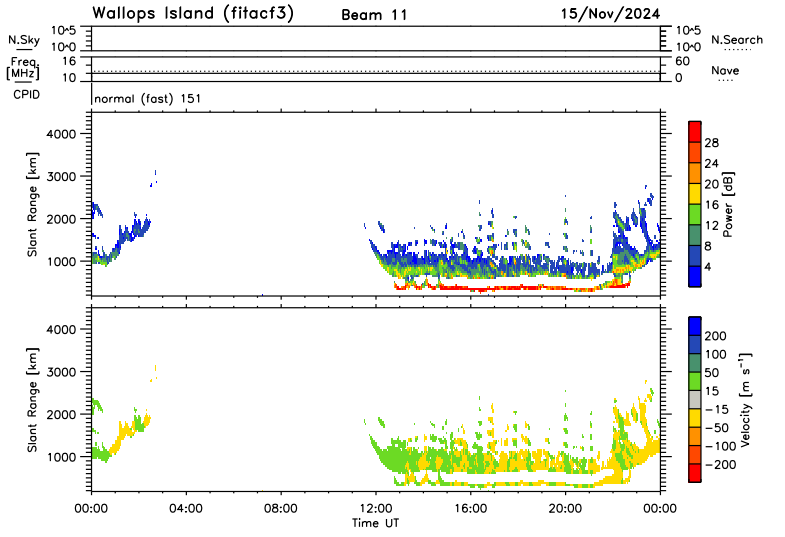 Wallops Island (fitacf3) Beam 11 15/Nov/2024
N.Sky 10^5 10^0 10^5 10^0 N.Search
Freq. [MHz] 16 10 60 0 Nave
CPID normal (fast) 151
Slant Range [km] 4000 3000 2000 1000
Power [dB] 28 24 20 16 12 8 4
Slant Range [km] 4000 3000 2000 1000
Velocity [m s⁻¹] 200 100 50 15 −15 −50 −100 −200
00:00 04:00 08:00 12:00 16:00 20:00 00:00
Time UT